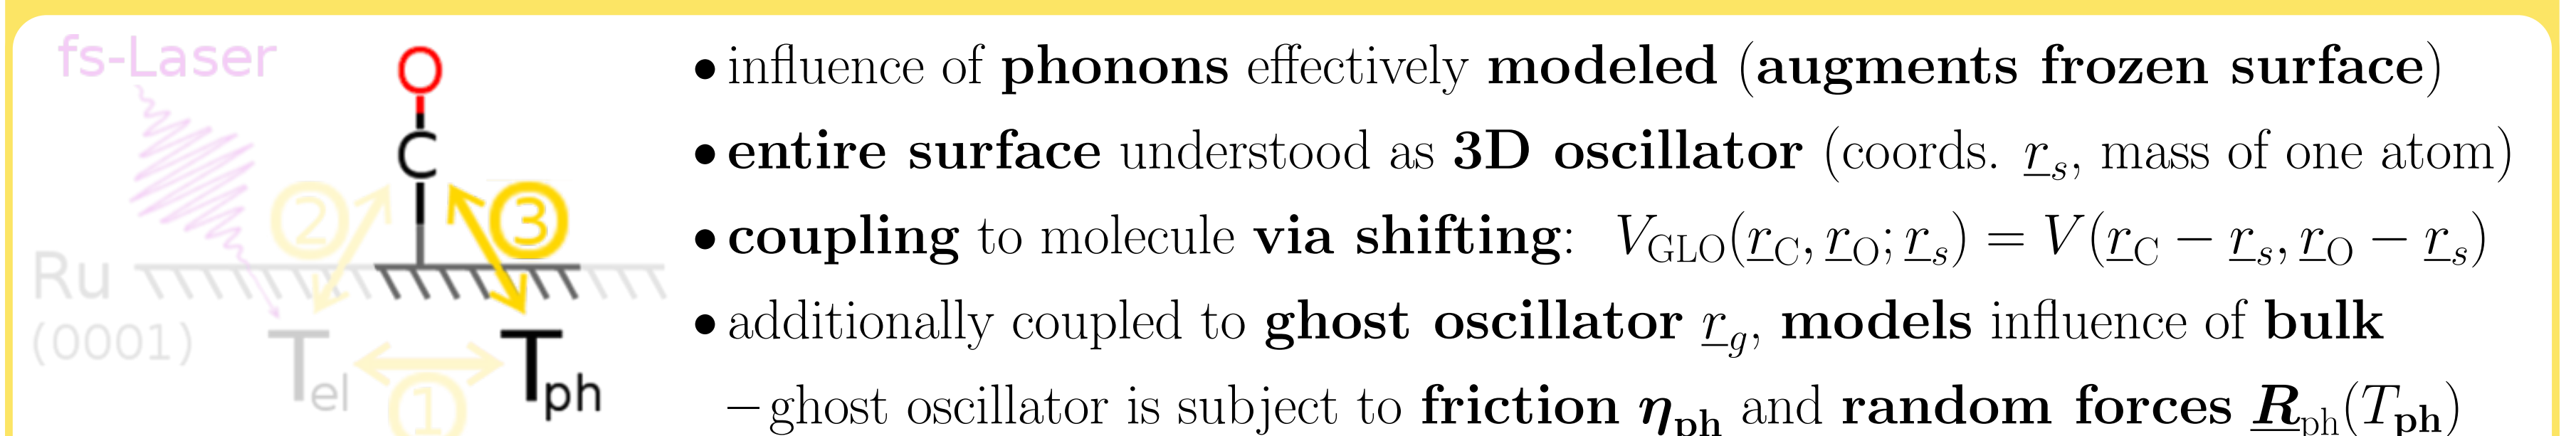 fs-Laser
O
C
2
3
Ru
(0001)
T_el
1
T_ph
• influence of phonons effectively modeled (augments frozen surface)
• entire surface understood as 3D oscillator (coords. r_s, mass of one atom)
• coupling to molecule via shifting: V_GLO(r_C, r_O; r_s) = V(r_C − r_s, r_O − r_s)
• additionally coupled to ghost oscillator r_g, models influence of bulk
– ghost oscillator is subject to friction η_ph and random forces R_ph(T_ph)